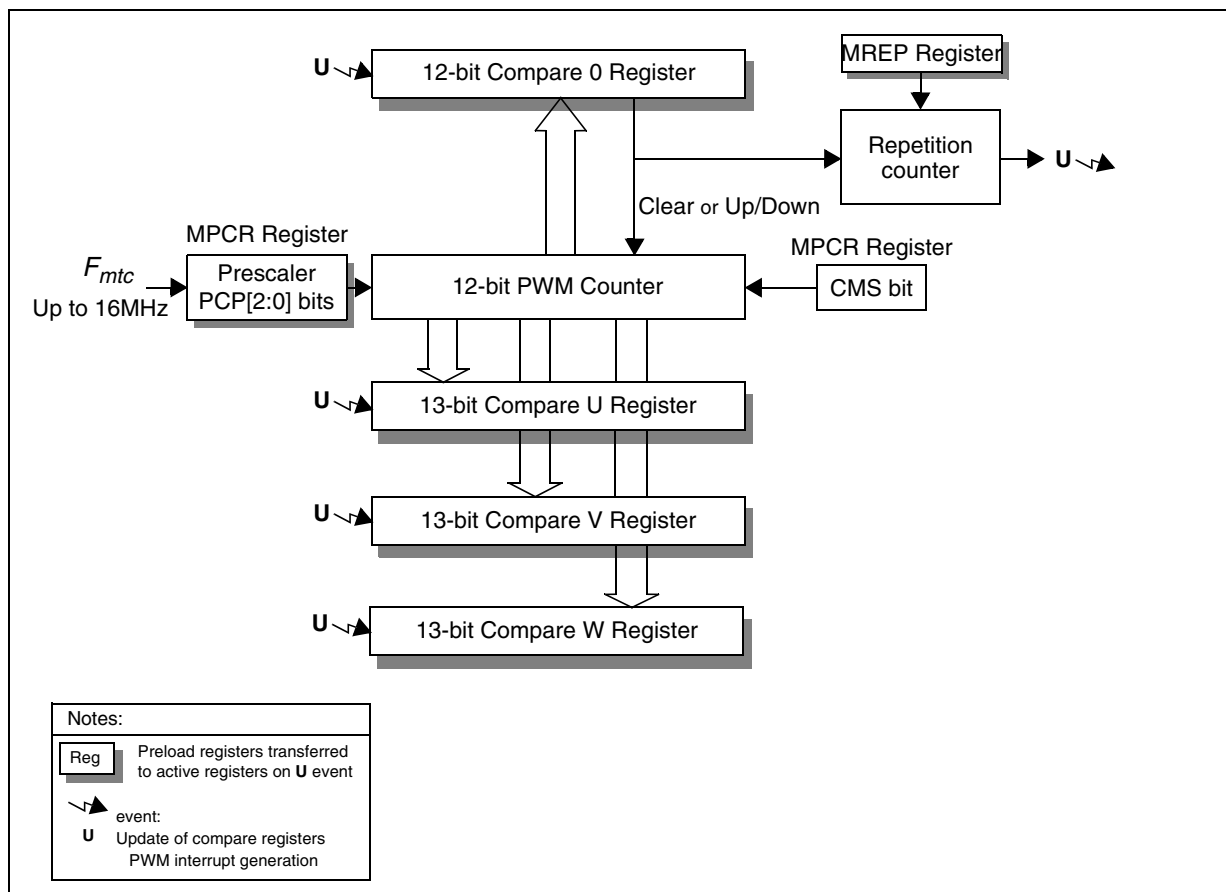 U
12-bit Compare 0 Register
MREP Register
Repetition
counter
U
Clear or Up/Down
MPCR Register
Fmtc
Up to 16MHz
Prescaler
PCP[2:0] bits
12-bit PWM Counter
MPCR Register
CMS bit
U
13-bit Compare U Register
U
13-bit Compare V Register
U
13-bit Compare W Register
Notes:
Reg
Preload registers transferred
to active registers on U event
event:
U Update of compare registers
PWM interrupt generation